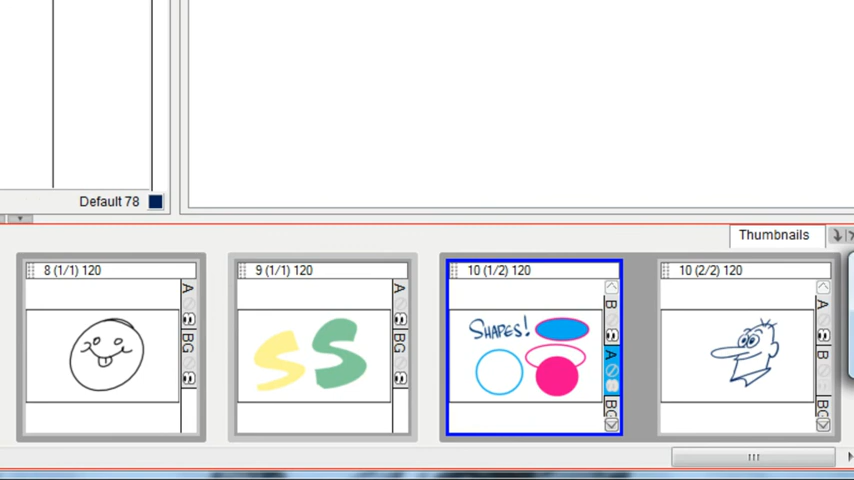 Default 78
Thumbnails
8 (1/1) 120
9 (1/1) 120
10 (1/2) 120
10 (2/2) 120
A
BG
S S
A
BG
SHAPES!
B
A
BG
A
B
BG